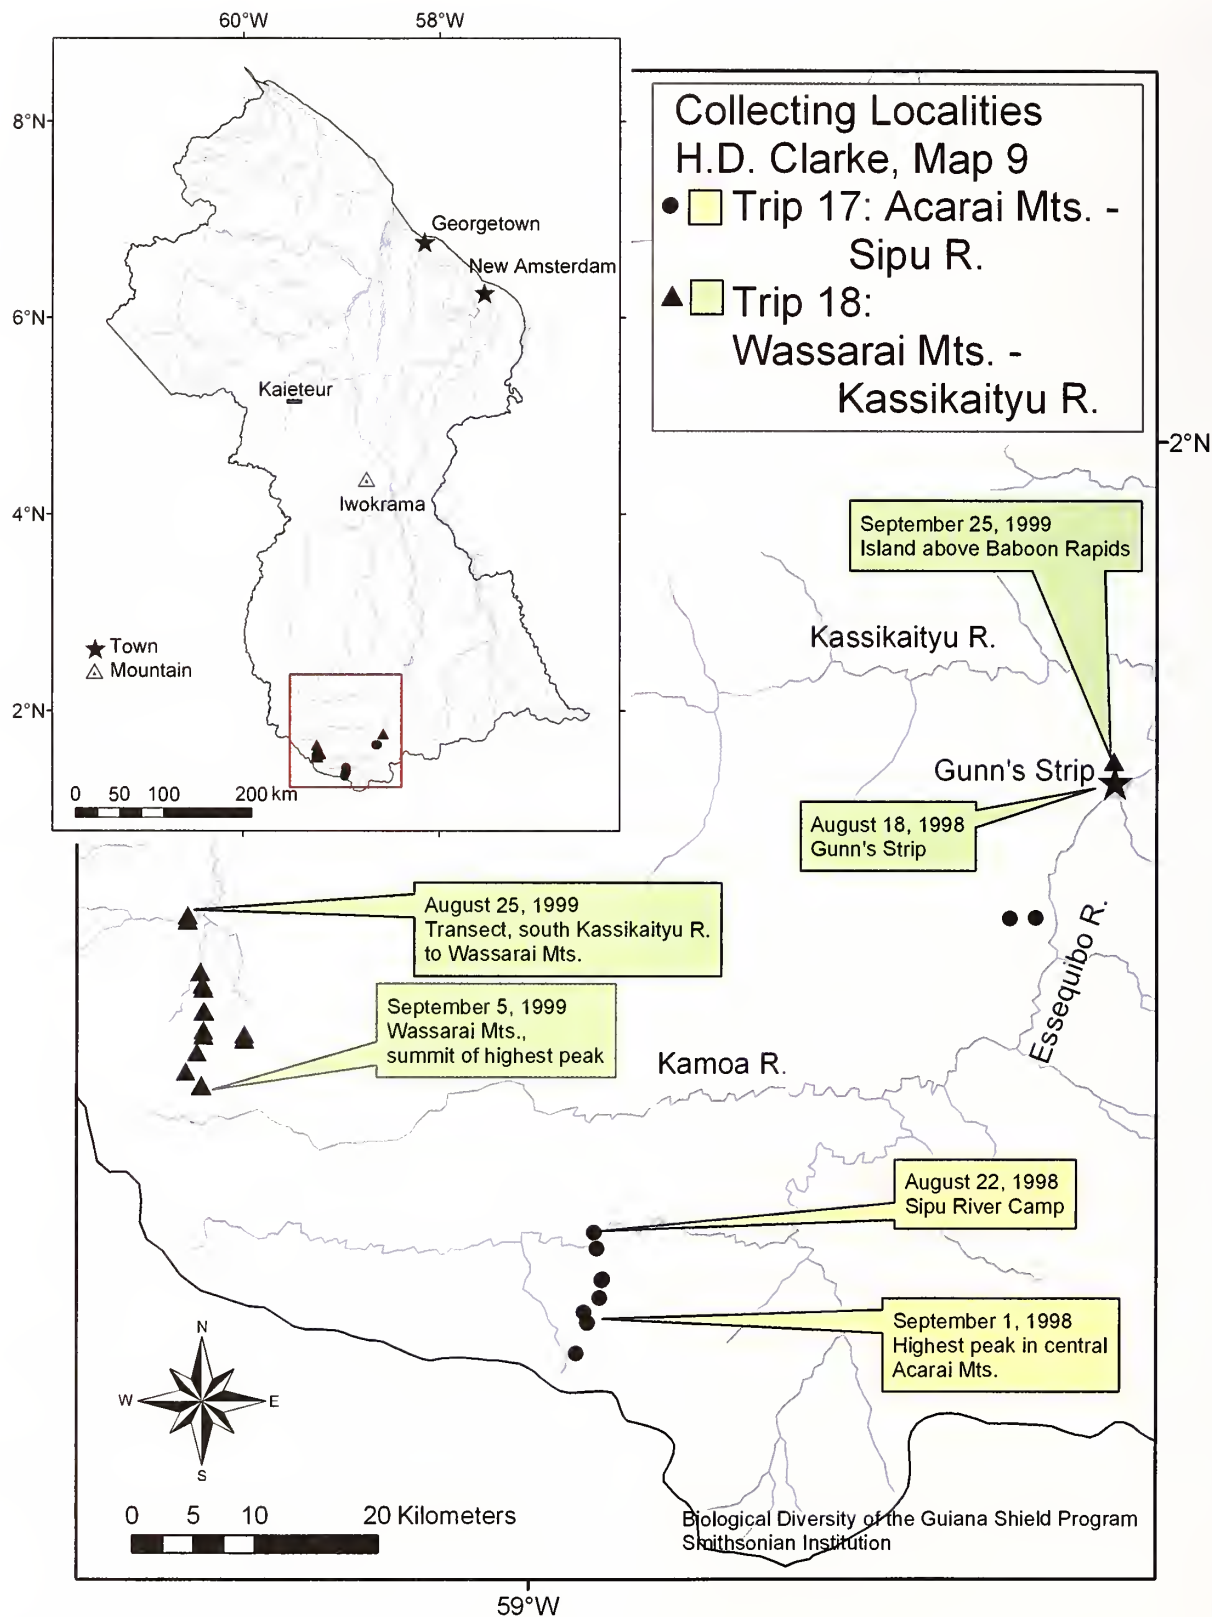 60°W
58°W
8°N
6°N
4°N
2°N
Georgetown
New Amsterdam
Kaieteur
Iwokrama
Town
Mountain
0 50 100 200 km
Collecting Localities
H.D. Clarke, Map 9
Trip 17: Acarai Mts. -
Sipu R.
Trip 18:
Wassarai Mts. -
Kassikaityu R.
2°N
September 25, 1999
Island above Baboon Rapids
Kassikaityu R.
Gunn's Strip
August 18, 1998
Gunn's Strip
August 25, 1999
Transect, south Kassikaityu R.
to Wassarai Mts.
Essequibo R.
September 5, 1999
Wassarai Mts.,
summit of highest peak
Kamoa R.
August 22, 1998
Sipu River Camp
September 1, 1998
Highest peak in central
Acarai Mts.
N
W
E
S
0 5 10 20 Kilometers
Biological Diversity of the Guiana Shield Program
Smithsonian Institution
59°W